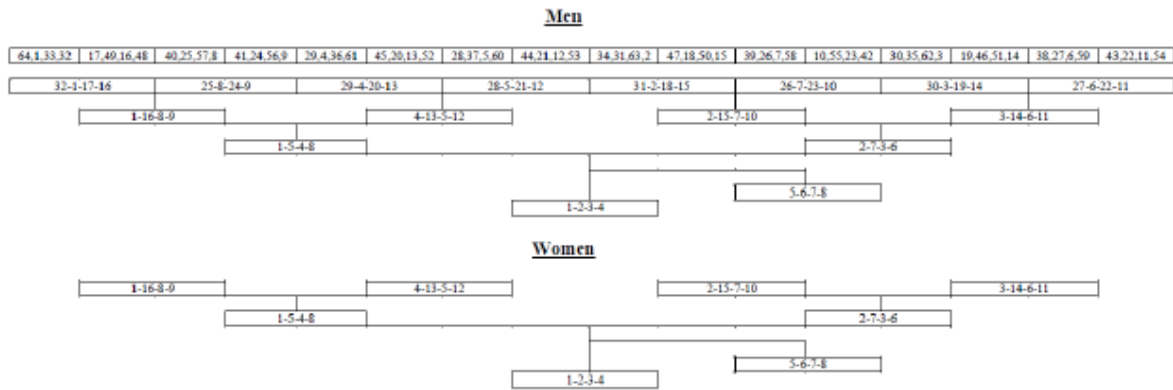 Men
64,1,33,32 17,49,16,48 40,25,57,8 41,24,56,9 29,4,36,61 45,20,13,52 28,37,5,60 44,21,12,53 34,31,63,2 47,18,50,15 39,26,7,58 10,55,23,42 30,35,62,3 19,46,51,14 38,27,6,59 43,22,11,54
32-1-17-16 25-8-24-9 29-4-20-13 28-5-21-12 31-2-18-15 26-7-23-10 30-3-19-14 27-6-22-11
1-16-8-9 4-13-5-12 2-15-7-10 3-14-6-11
1-5-4-8 2-7-3-6
5-6-7-8
1-2-3-4
Women
1-16-8-9 4-13-5-12 2-15-7-10 3-14-6-11
1-5-4-8 2-7-3-6
5-6-7-8
1-2-3-4